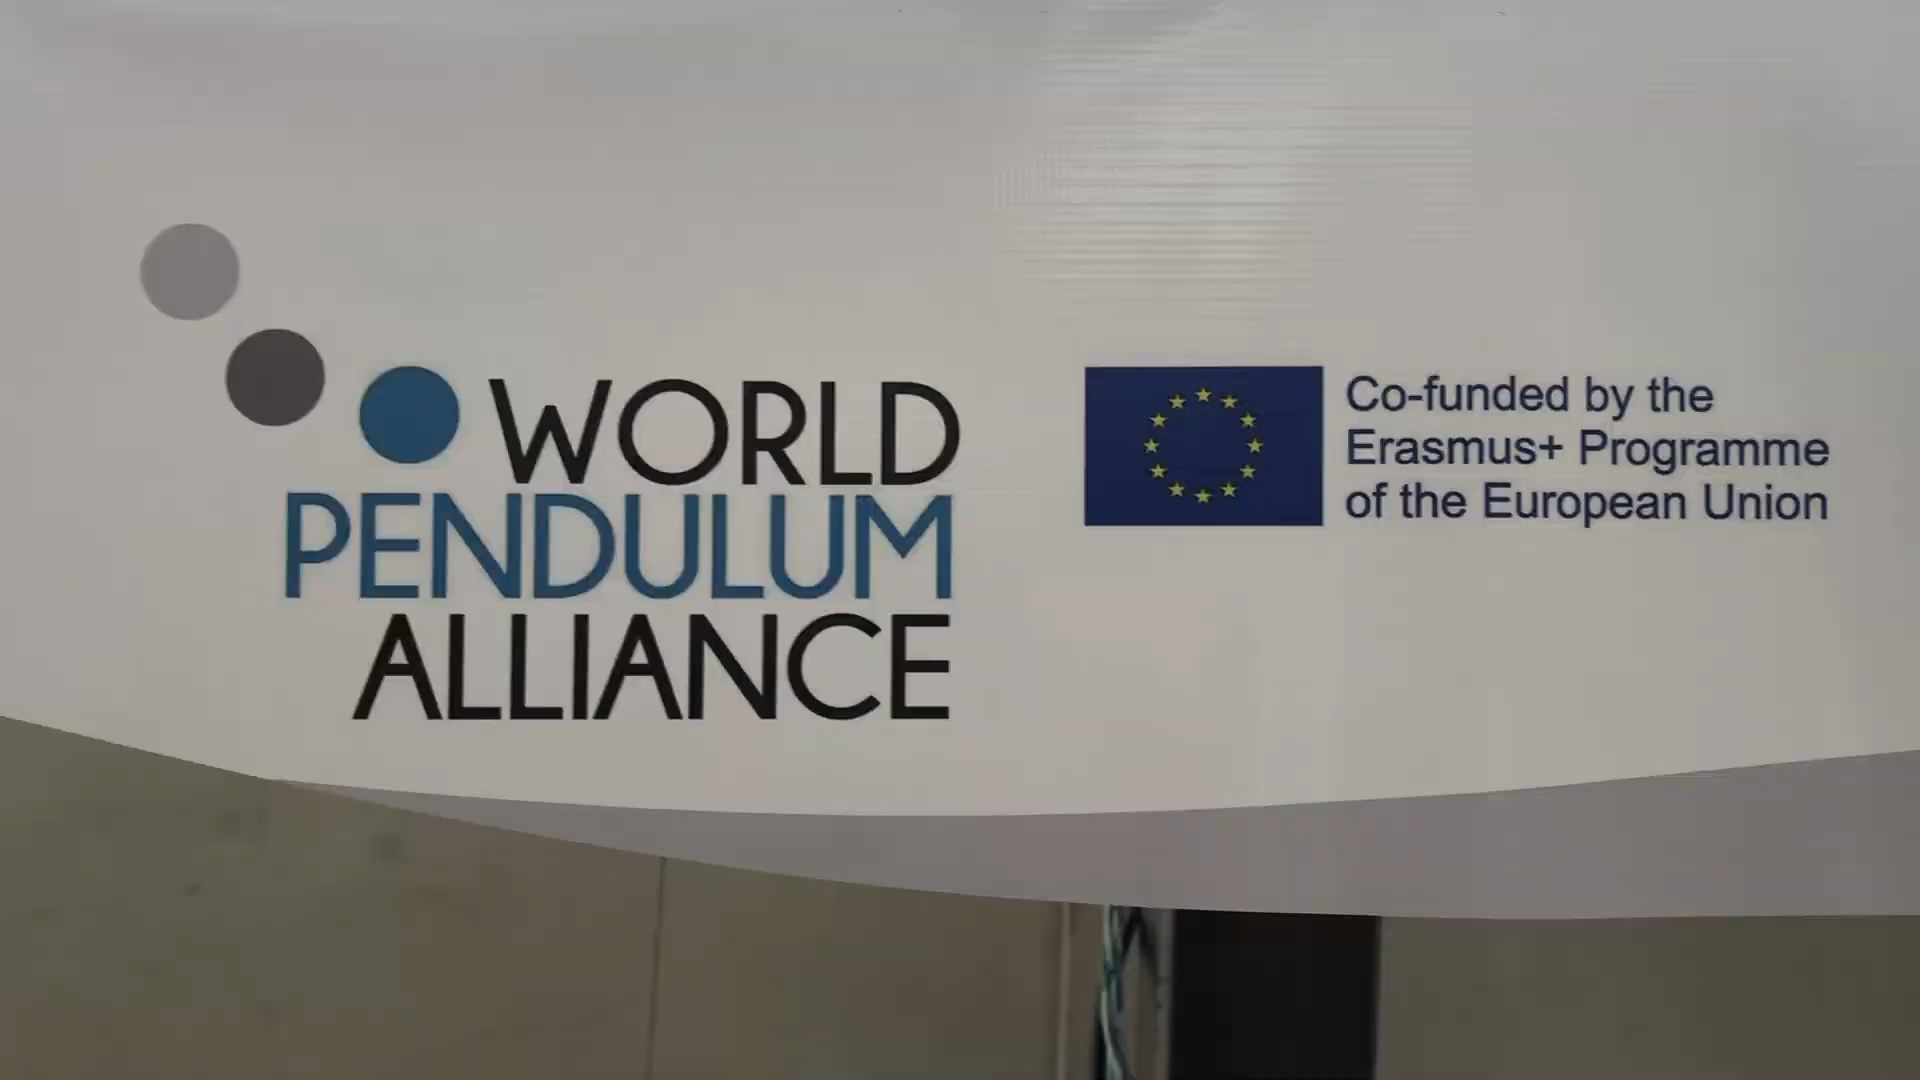 WORLD
PENDULUM
ALLIANCE
Co-funded by the
Erasmus+ Programme
of the European Union